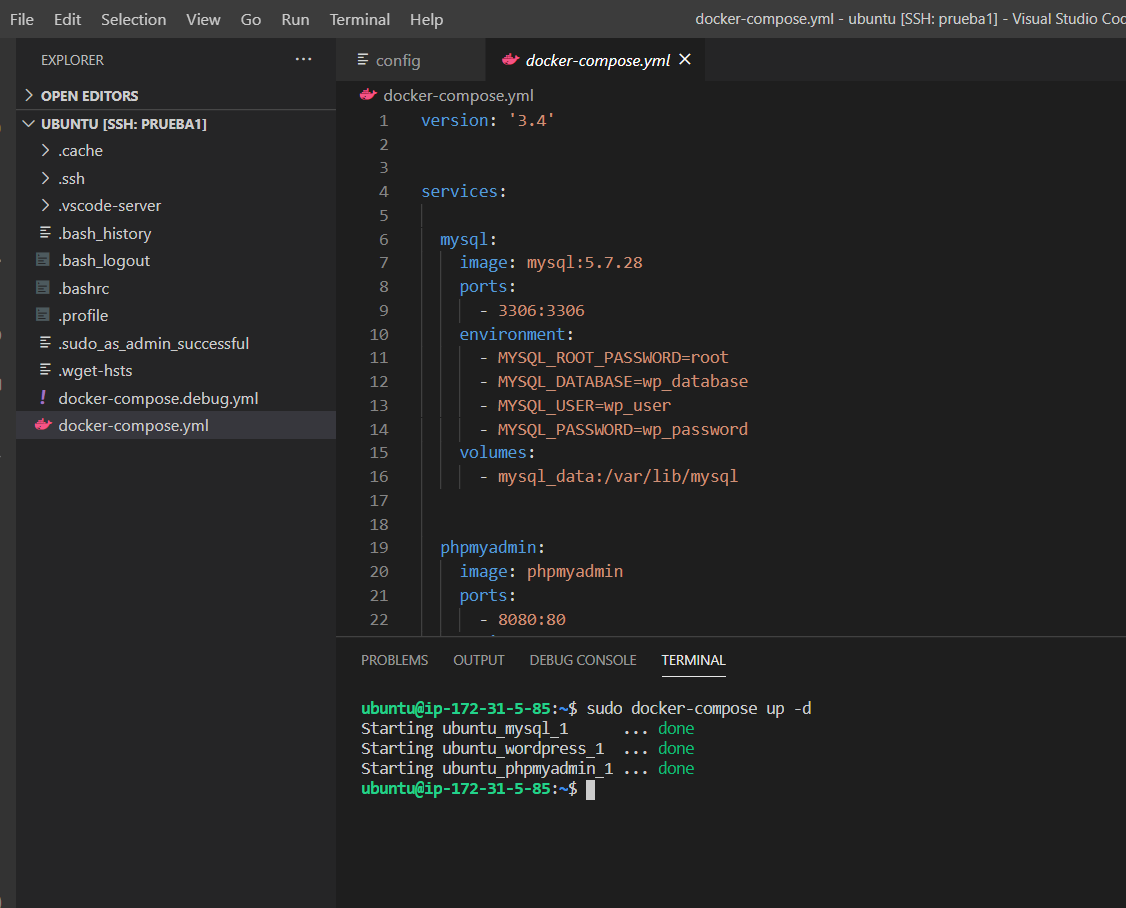 File Edit Selection View Go Run Terminal Help
docker-compose.yml - ubuntu [SSH: prueba1] - Visual Studio Cod
EXPLORER ...
OPEN EDITORS
UBUNTU [SSH: PRUEBA1]
.cache
.ssh
.vscode-server
.bash_history
.bash_logout
.bashrc
.profile
.sudo_as_admin_successful
.wget-hsts
! docker-compose.debug.yml
docker-compose.yml
config
docker-compose.yml
docker-compose.yml
1 version: '3.4'
2
3
4 services:
5
6 mysql:
7 image: mysql:5.7.28
8 ports:
9 - 3306:3306
10 environment:
11 - MYSQL_ROOT_PASSWORD=root
12 - MYSQL_DATABASE=wp_database
13 - MYSQL_USER=wp_user
14 - MYSQL_PASSWORD=wp_password
15 volumes:
16 - mysql_data:/var/lib/mysql
17
18
19 phpmyadmin:
20 image: phpmyadmin
21 ports:
22 - 8080:80
PROBLEMS OUTPUT DEBUG CONSOLE TERMINAL
ubuntu@ip-172-31-5-85:~$ sudo docker-compose up -d
Starting ubuntu_mysql_1 ... done
Starting ubuntu_wordpress_1 ... done
Starting ubuntu_phpmyadmin_1 ... done
ubuntu@ip-172-31-5-85:~$